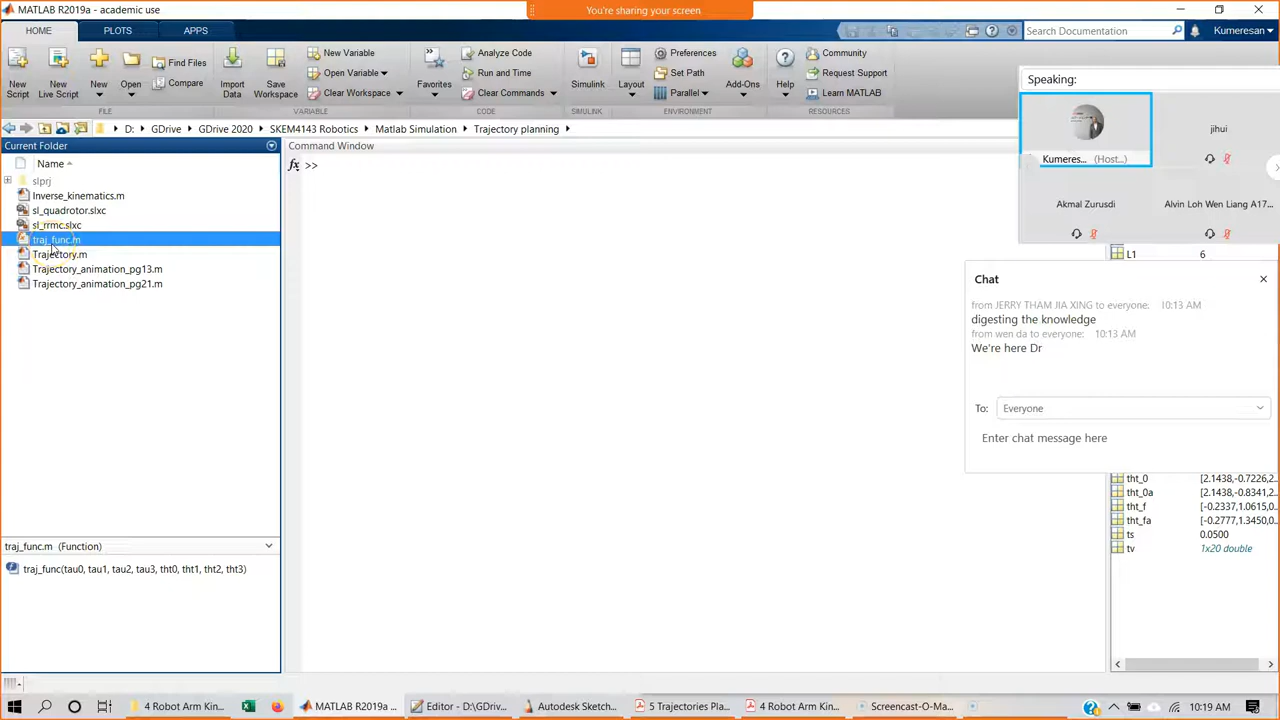 MATLAB R2019a - academic use
You're sharing your screen
HOME
PLOTS
APPS
Search Documentation
Kumeresan
New Script
New Live Script
New
Open
Find Files
Compare
Import Data
Save Workspace
New Variable
Open Variable
Clear Workspace
Favorites
Analyze Code
Run and Time
Clear Commands
Simulink
Layout
Preferences
Set Path
Parallel
Add-Ons
Help
Community
Request Support
Learn MATLAB
FILE
VARIABLE
CODE
SIMULINK
ENVIRONMENT
RESOURCES
D: GDrive GDrive 2020 SKEM4143 Robotics Matlab Simulation Trajectory planning
Current Folder
Name
slprj
Inverse_kinematics.m
sl_quadrotor.slxc
sl_rrmc.slxc
traj_func.m
Trajectory.m
Trajectory_animation_pg13.m
Trajectory_animation_pg21.m
traj_func.m (Function)
traj_func(tau0, tau1, tau2, tau3, tht0, tht1, tht2, tht3)
Command Window
fx >>
Speaking:
Kumeres... (Host...)
jihui
Akmal Zurusdi
Alvin Loh Wen Liang A17...
L1 6
Chat
from JERRY THAM JIA XING to everyone: 10:13 AM
digesting the knowledge
from wen da to everyone: 10:13 AM
We're here Dr
To: Everyone
Enter chat message here
tht_0 [2.1438,-0.7226,2...
tht_0a [2.1438,-0.8341,2...
tht_f [-0.2337,1.0615,0...
tht_fa [-0.2777,1.3450,0...
ts 0.0500
tv 1x20 double
4 Robot Arm Kin...
MATLAB R2019a ...
Editor - D:\GDriv...
Autodesk Sketch...
5 Trajectories Pla...
4 Robot Arm Kin...
Screencast-O-Ma...
10:19 AM